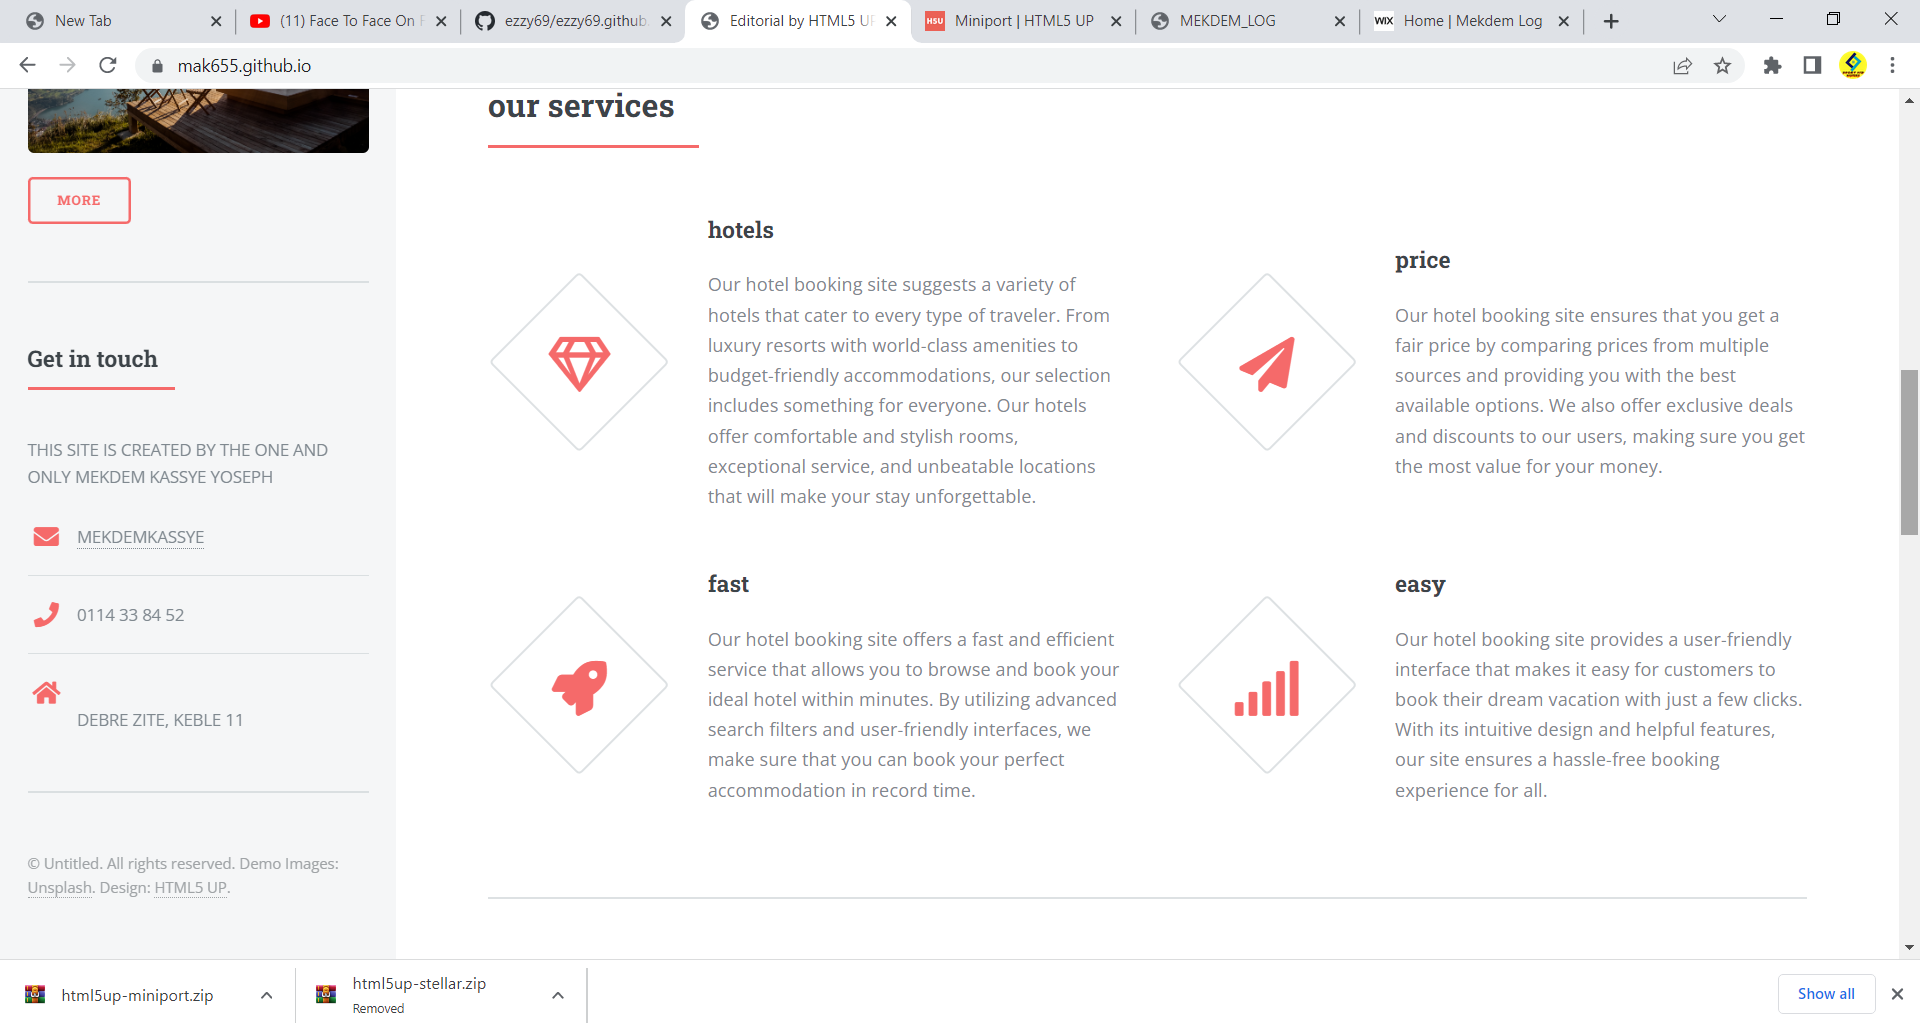 New Tab
(11) Face To Face On F
ezzy69/ezzy69.github.
Editorial by HTML5 UP
H5U
Miniport | HTML5 UP
MEKDEM_LOG
WIX
Home | Mekdem Log
mak655.github.io
MORE
Get in touch
THIS SITE IS CREATED BY THE ONE AND
ONLY MEKDEM KASSYE YOSEPH
MEKDEMKASSYE
0114 33 84 52
DEBRE ZITE, KEBLE 11
© Untitled. All rights reserved. Demo Images:
Unsplash. Design: HTML5 UP.
our services
hotels
Our hotel booking site suggests a variety of
hotels that cater to every type of traveler. From
luxury resorts with world-class amenities to
budget-friendly accommodations, our selection
includes something for everyone. Our hotels
offer comfortable and stylish rooms,
exceptional service, and unbeatable locations
that will make your stay unforgettable.
price
Our hotel booking site ensures that you get a
fair price by comparing prices from multiple
sources and providing you with the best
available options. We also offer exclusive deals
and discounts to our users, making sure you get
the most value for your money.
fast
Our hotel booking site offers a fast and efficient
service that allows you to browse and book your
ideal hotel within minutes. By utilizing advanced
search filters and user-friendly interfaces, we
make sure that you can book your perfect
accommodation in record time.
easy
Our hotel booking site provides a user-friendly
interface that makes it easy for customers to
book their dream vacation with just a few clicks.
With its intuitive design and helpful features,
our site ensures a hassle-free booking
experience for all.
html5up-miniport.zip
html5up-stellar.zip
Removed
Show all